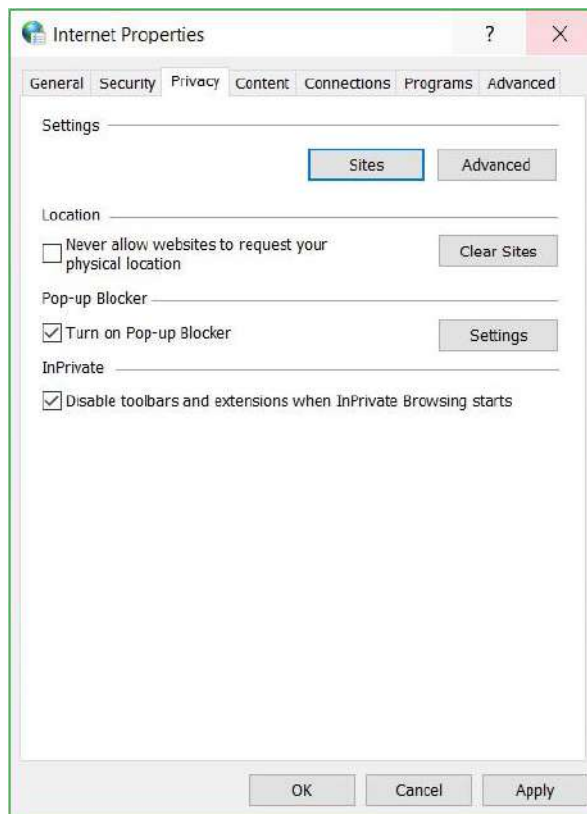 Internet Properties
?
General Security Privacy Content Connections Programs Advanced
Settings
Sites Advanced
Location
Never allow websites to request your
physical location
Clear Sites
Pop-up Blocker
Turn on Pop-up Blocker
Settings
InPrivate
Disable toolbars and extensions when InPrivate Browsing starts
OK Cancel Apply